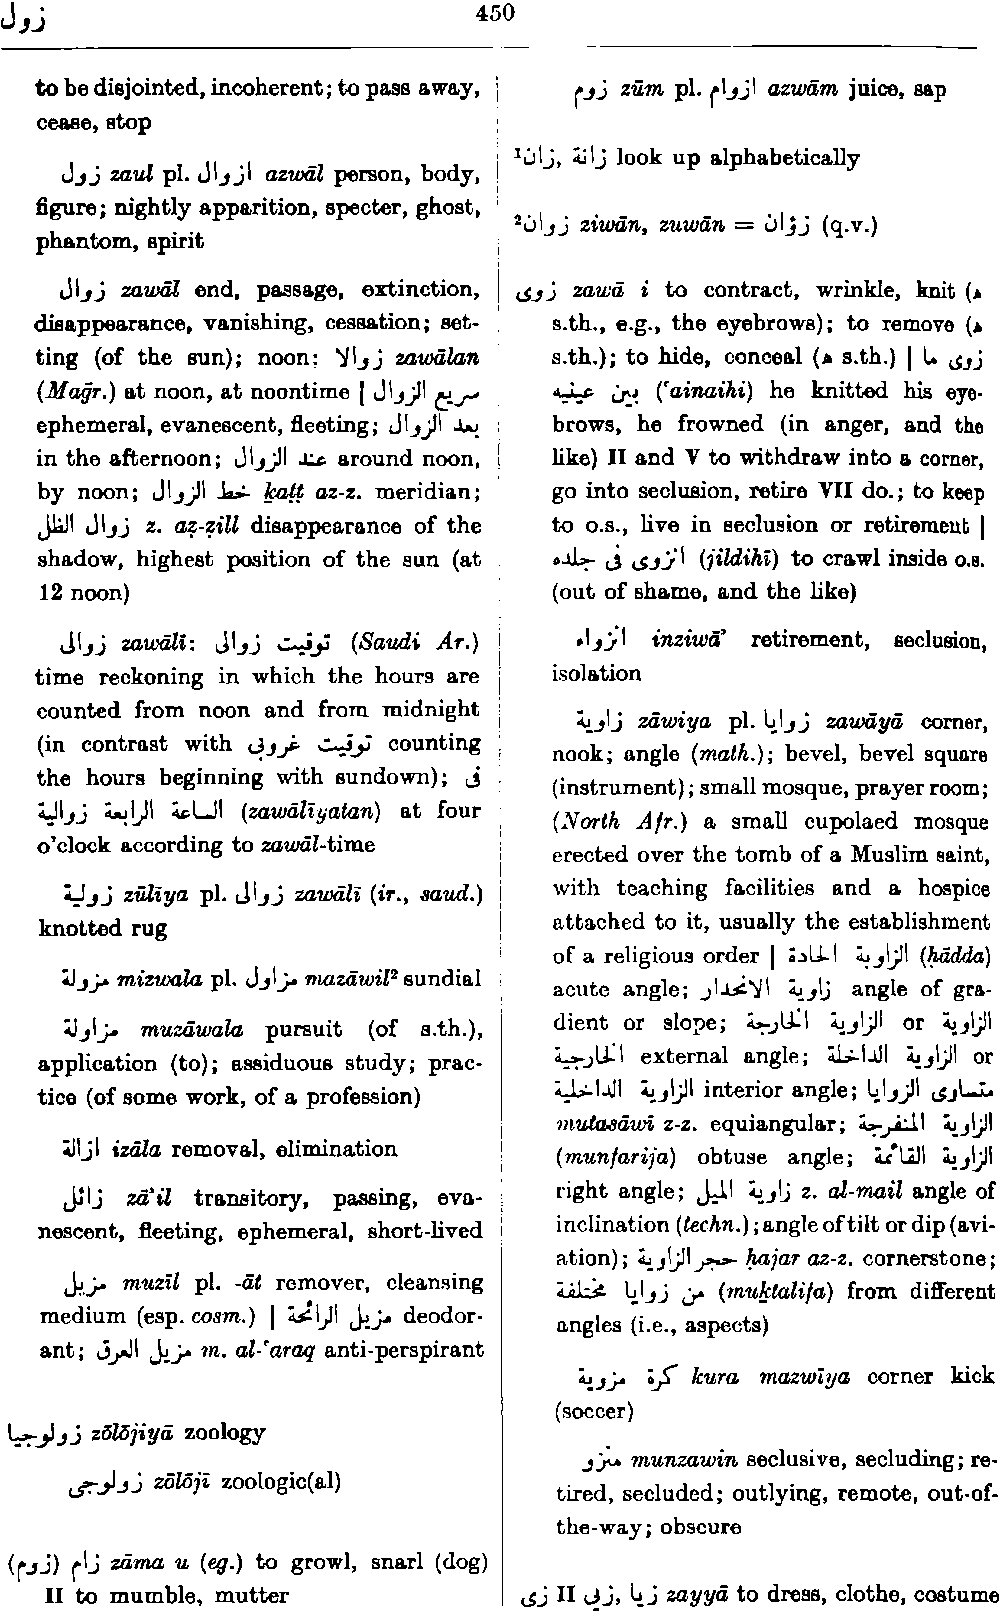 زول
450
to be disjointed, incoherent; to pass away,
cease, stop
زول zaul pl. ازوال azwāl person, body,
figure; nightly apparition, specter, ghost,
phantom, spirit
زوال zawāl end, passage, extinction,
disappearance, vanishing, cessation; set-
ting (of the sun); noon; زوالا zawālan
(Maḡr.) at noon, at noontime | سريع الزوال
ephemeral, evanescent, fleeting; بعد الزوال
in the afternoon; عند الزوال around noon,
by noon; خط الزوال ḵaṭṭ az-z. meridian;
زوال الظل z. aẓ-ẓill disappearance of the
shadow, highest position of the sun (at
12 noon)
زوالى zawālī: توقيت زوالى (Saudi Ar.)
time reckoning in which the hours are
counted from noon and from midnight
(in contrast with توقيت غروبى counting
the hours beginning with sundown); فى
الساعة الرابعة زوالية (zawālīyatan) at four
o'clock according to zawāl-time
زولية zūlīya pl. زوالى zawālī (ir., saud.)
knotted rug
مزولة mizwala pl. مزاول mazāwil² sundial
مزاولة muzāwala pursuit (of s.th.),
application (to); assiduous study; prac-
tice (of some work, of a profession)
ازالة izāla removal, elimination
زائل zā'il transitory, passing, eva-
nescent, fleeting, ephemeral, short-lived
مزيل muzīl pl. -āt remover, cleansing
medium (esp. cosm.) | مزيل الرائحة deodor-
ant; مزيل العرق m. al-ʿaraq anti-perspirant
زولوجيا zōlōjiyā zoology
زولوجى zōlōjī zoologic(al)
(زوم) زام zāma u (eg.) to growl, snarl (dog)
II to mumble, mutter
زوم zūm pl. ازوام azwām juice, sap
¹زانة, زان look up alphabetically
²زوان ziwān, zuwān = زؤان (q.v.)
زوى zawā i to contract, wrinkle, knit (ه
s.th., e.g., the eyebrows); to remove (ه
s.th.); to hide, conceal (ه s.th.) | زوى ما
بين عينيه (ʿainaihi) he knitted his eye-
brows, he frowned (in anger, and the
like) II and V to withdraw into a corner,
go into seclusion, retire VII do.; to keep
to o.s., live in seclusion or retirement |
انزوى فى جلده (jildihī) to crawl inside o.s.
(out of shame, and the like)
انزواء inziwā' retirement, seclusion,
isolation
زاوية zāwiya pl. زوايا zawāyā corner,
nook; angle (math.); bevel, bevel square
(instrument); small mosque, prayer room;
(North Afr.) a small cupolaed mosque
erected over the tomb of a Muslim saint,
with teaching facilities and a hospice
attached to it, usually the establishment
of a religious order | الزاوية الحادة (ḥādda)
acute angle; زاوية الانحدار angle of gra-
dient or slope; الزاوية الخارجة or الزاوية
الخارجية external angle; الزاوية الداخلة or
الزاوية الداخلية interior angle; متساوى الزوايا
mutasāwī z-z. equiangular; الزاوية المنفرجة
(munfarija) obtuse angle; الزاوية القائمة
right angle; زاوية الميل z. al-mail angle of
inclination (techn.); angle of tilt or dip (avi-
ation); حجر الزاوية ḥajar az-z. cornerstone;
من زوايا مختلفة (muḵtalifa) from different
angles (i.e., aspects)
كرة مزوية kura mazwīya corner kick
(soccer)
منزو munzawin seclusive, secluding; re-
tired, secluded; outlying, remote, out-of-
the-way; obscure
زى II زيا, زيى zayyā to dress, clothe, costume